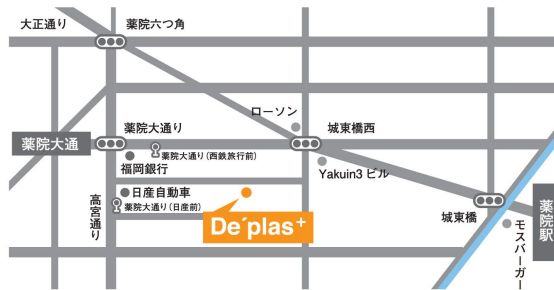 大正通り
薬院六つ角
ローソン
薬院大通
薬院大通り
城東橋西
薬院大通り(西鉄旅行前)
福岡銀行
Yakuin3 ビル
日産自動車
薬院大通り(日産前)
高宮通り
De´plas+
城東橋
薬院駅
モスバーガー